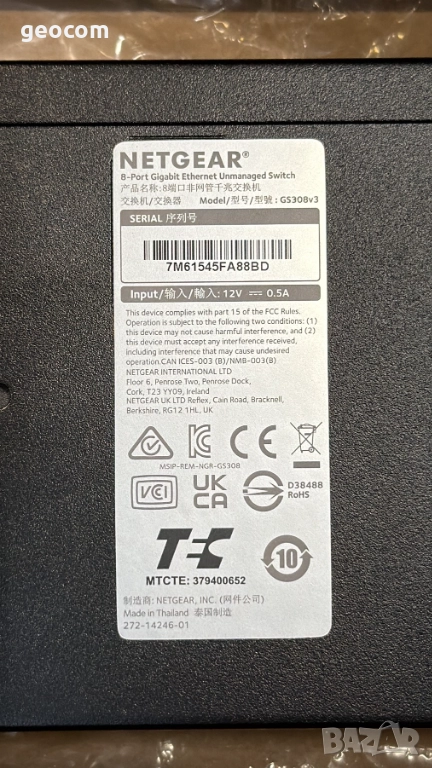 geocom
NETGEAR®
8-Port Gigabit Ethernet Unmanaged Switch
产品名称:8端口非网管千兆交换机
交换机/交換器 Model/型号/型號: GS308v3
SERIAL 序列号
7M61545FA88BD
Input/输入/輸入: 12V ⎓ 0.5A
This device complies with part 15 of the FCC Rules.
Operation is subject to the following two conditions: (1)
this device may not cause harmful interference, and (2)
this device must accept any interference received,
including interference that may cause undesired
operation.CAN ICES-003 (B)/NMB-003(B)
NETGEAR INTERNATIONAL LTD
Floor 6, Penrose Two, Penrose Dock,
Cork, T23 YY09, Ireland
NETGEAR UK LTD Reflex, Cain Road, Bracknell,
Berkshire, RG12 1HL, UK
CE
MSIP-REM-NGR-GS308
VCI
UK
CA
D38488
RoHS
TEC
10
MTCTE: 379400652
制造商: NETGEAR, INC. (网件公司)
Made in Thailand 泰国制造
272-14246-01
BAZAR